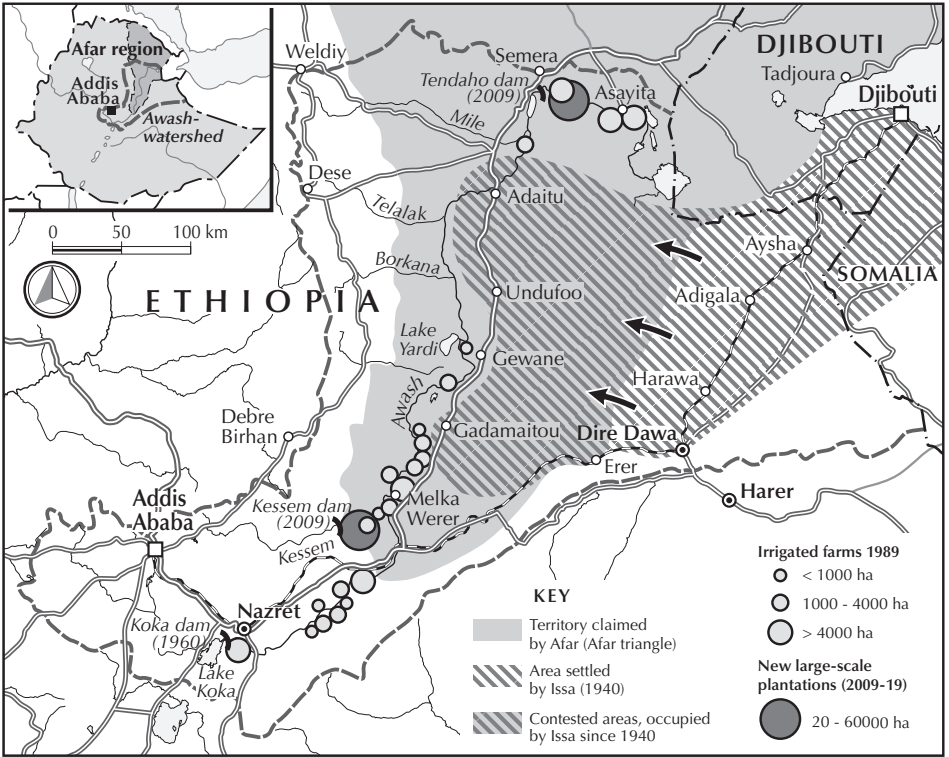 Afar region
Addis
Ababa
Awash-
watershed
0 50 100 km
ETHIOPIA
DJIBOUTI
SOMALIA
Weldiy
Semera
Tendaho dam
(2009)
Asayita
Tadjoura
Djibouti
Mile
Dese
Adaitu
Telalak
Borkana
Aysha
Undufoo
Adigala
Lake
Yardi
Gewane
Harawa
Awash
Debre
Birhan
Gadamaitou
Dire Dawa
Erer
Addis
Ababa
Kessem dam
(2009)
Melka
Werer
Harer
Kessem
Nazret
Koka dam
(1960)
Lake
Koka
KEY
Territory claimed
by Afar (Afar triangle)
Area settled
by Issa (1940)
Contested areas, occupied
by Issa since 1940
Irrigated farms 1989
< 1000 ha
1000 - 4000 ha
> 4000 ha
New large-scale
plantations (2009-19)
20 - 60000 ha